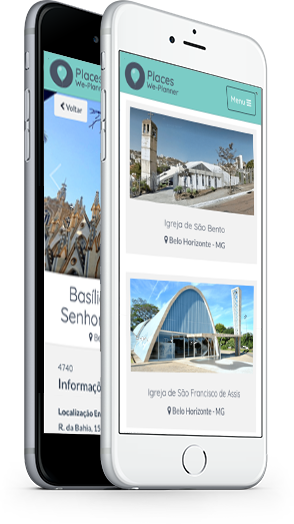 Places
We-Planner
Voltar
Basíli
Senho
Be
4740
Informaçõ
Localização En
R. da Bahia, 15
Places
We-Planner
Menu
Igreja de São Bento
Belo Horizonte - MG
Igreja de São Francisco de Assis
Belo Horizonte - MG